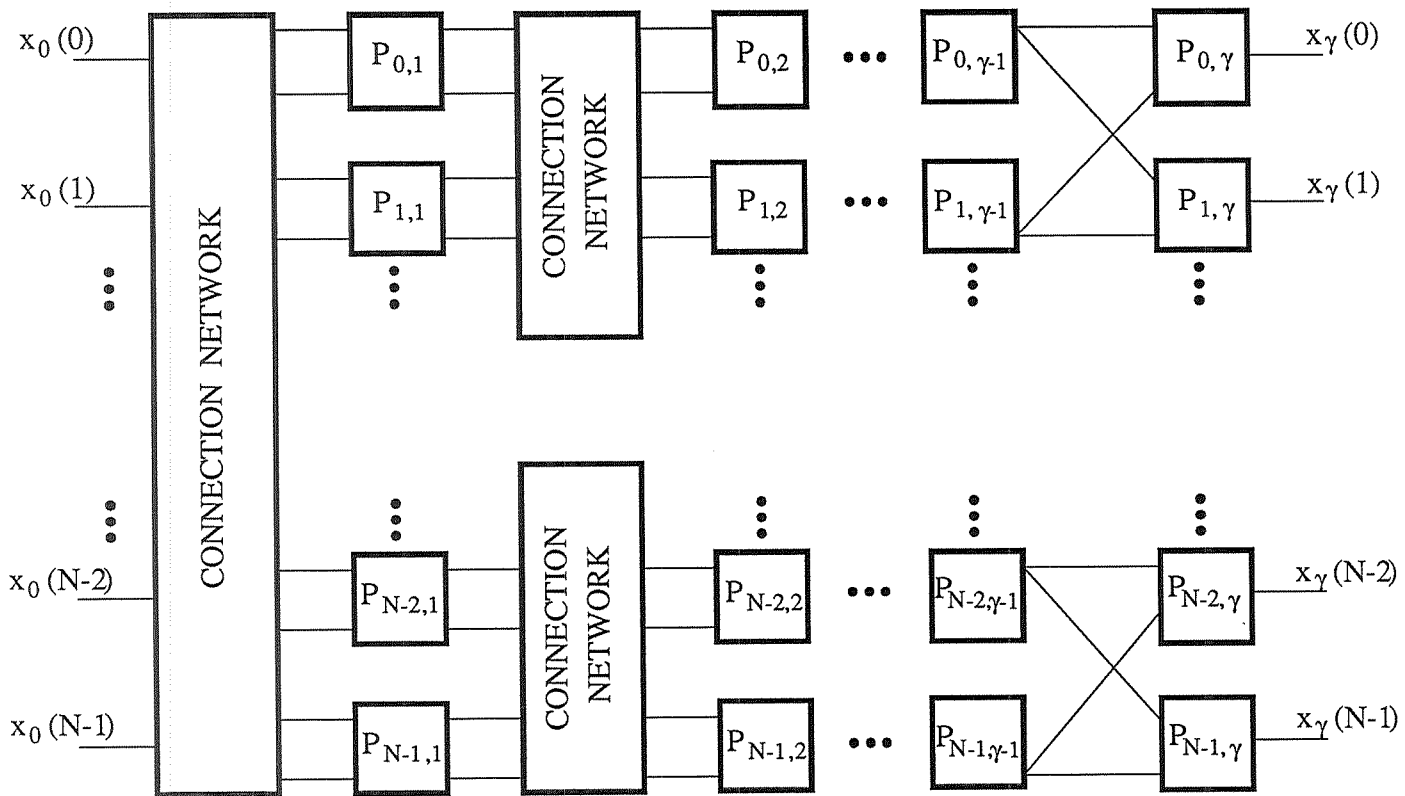 x0(0)
P0,1
P0,2
P0,γ-1
P0,γ
xγ(0)
x0(1)
P1,1
P1,2
P1,γ-1
P1,γ
xγ(1)
CONNECTION NETWORK
CONNECTION
NETWORK
CONNECTION
NETWORK
x0(N-2)
PN-2,1
PN-2,2
PN-2,γ-1
PN-2,γ
xγ(N-2)
x0(N-1)
PN-1,1
PN-1,2
PN-1,γ-1
PN-1,γ
xγ(N-1)